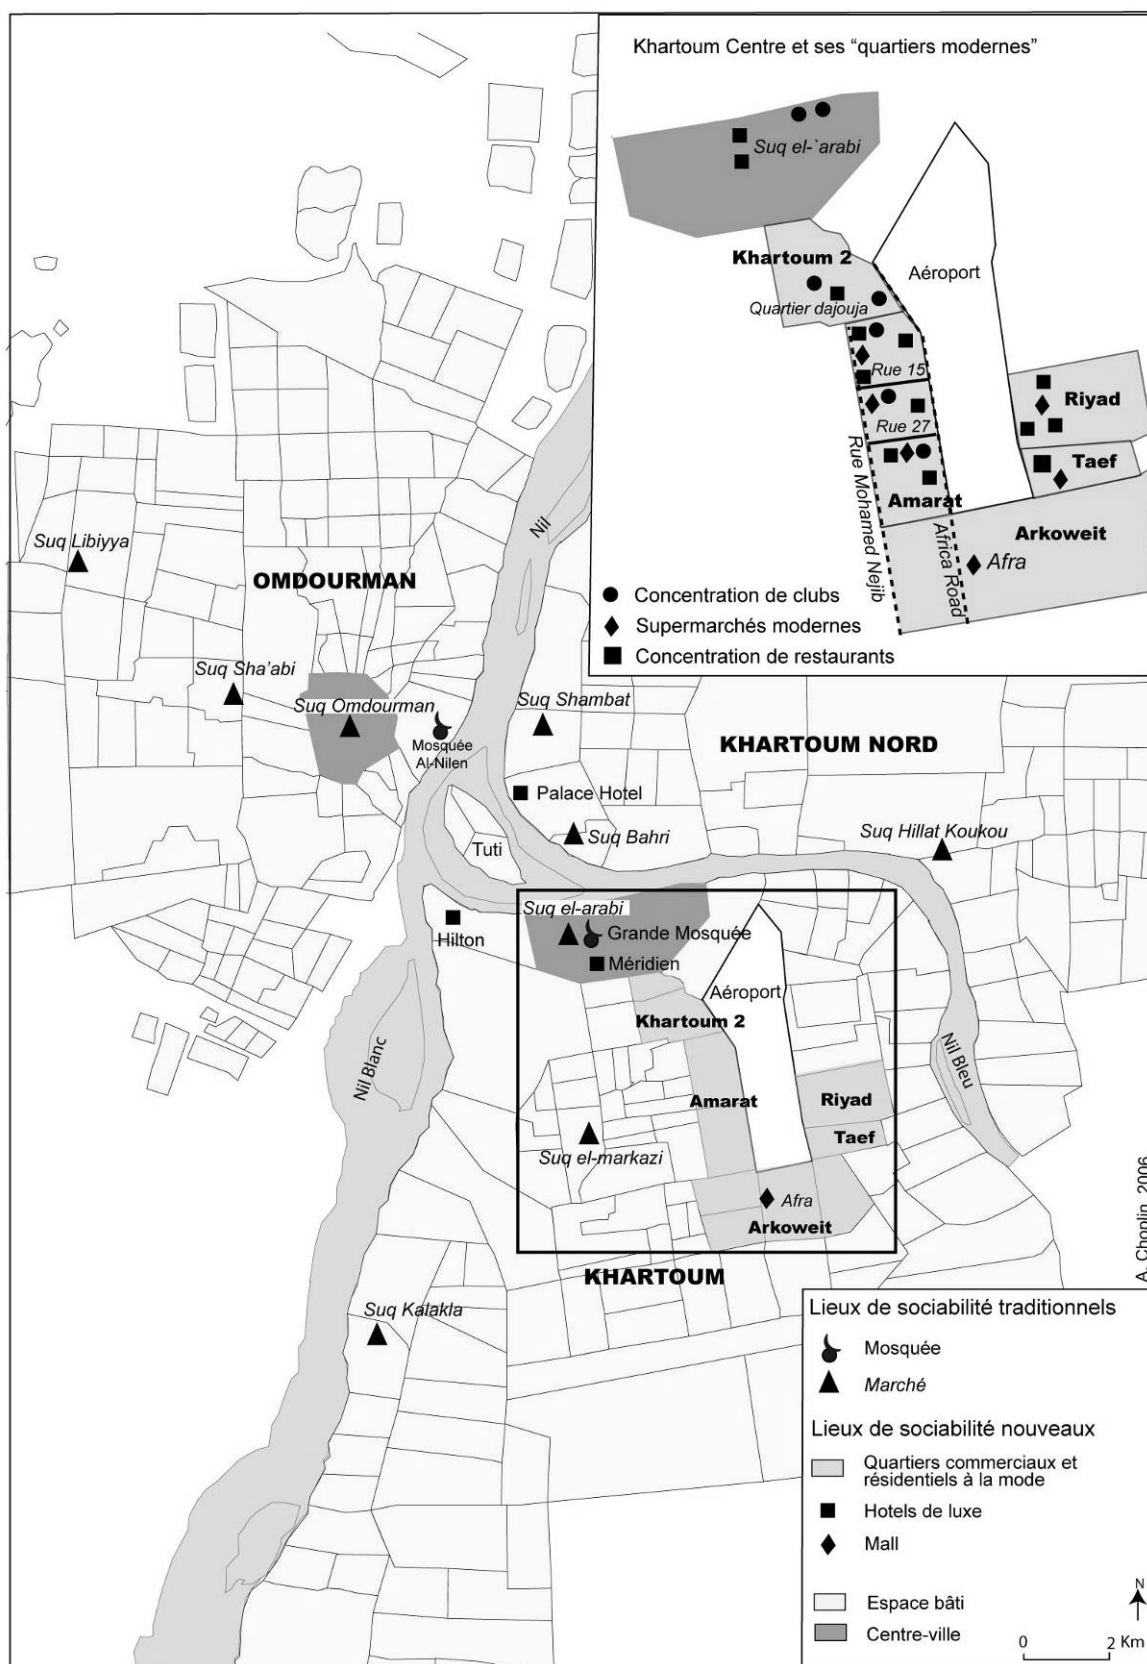 Khartoum Centre et ses “quartiers modernes”
Suq el-`arabi
Khartoum 2
Aéroport
Quartier dajouja
Rue 15
Riyad
Rue 27
Taef
Rue Mohamed Nejib
Amarat
Africa Road
Arkoweit
Afra
Concentration de clubs
Supermarchés modernes
Concentration de restaurants
Nil
Suq Libiyya
OMDOURMAN
Suq Sha’abi
Suq Omdourman
Suq Shambat
Mosquée
Al-Nilen
KHARTOUM NORD
Palace Hotel
Suq Bahri
Suq Hillat Koukou
Tuti
Suq el-arabi
Grande Mosquée
Hilton
Méridien
Aéroport
Khartoum 2
Nil Blanc
Nil Bleu
Amarat
Riyad
Taef
Suq el-markazi
Afra
Arkoweit
KHARTOUM
Suq Kalakla
A. Choplin, 2006
Lieux de sociabilité traditionnels
Mosquée
Marché
Lieux de sociabilité nouveaux
Quartiers commerciaux et
résidentiels à la mode
Hotels de luxe
Mall
Espace bâti
Centre-ville
N
0 2 Km